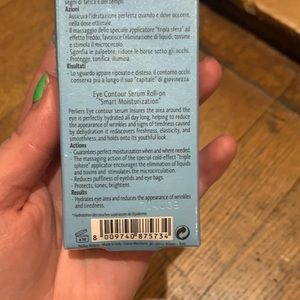 segni di fatica e del tempo.
Azioni
Assicura l'idratazione perfetta quando e dove occorre,
nella dose ottimale.
Il massaggio dello speciale applicatore "tripla sfera" ad
effetto freddo, favorisce l'eliminazione di liquidi, tossine
e stimola il microcircolo.
Sgonfia le palpebre, riduce le borse sotto gli occhi.
Protegge, tonifica, illumina
Risultati:
Lo sguardo appare riposato e disteso, il contorno occhi
conserva più a lungo il suo "capitale" di giovinezza
Eye Contour Serum Roll-on
"Smart Moisturization"
Perlier's Eye contour serum insures the area around the
eye is perfectly hydrated all day long, helping to reduce
the appearance of wrinkles and signs of tiredness caused
by dehydration it rediscovers freshness, elasticity, and
smoothness, and holds onto its youth and vitality.
Actions
Guarantees perfect moisturization when and where needed.
The massaging action of the special cold-effect "triple
sphere" applicator encourages the elimination of liquids
and toxins and stimulates the microcirculation.
Reduces puffiness of eyelids and eye bags.
Protects, tones, brightens.
Results
Hydrates eye area and reduces the appearance of wrinkles
and tiredness.
8 009740 875734